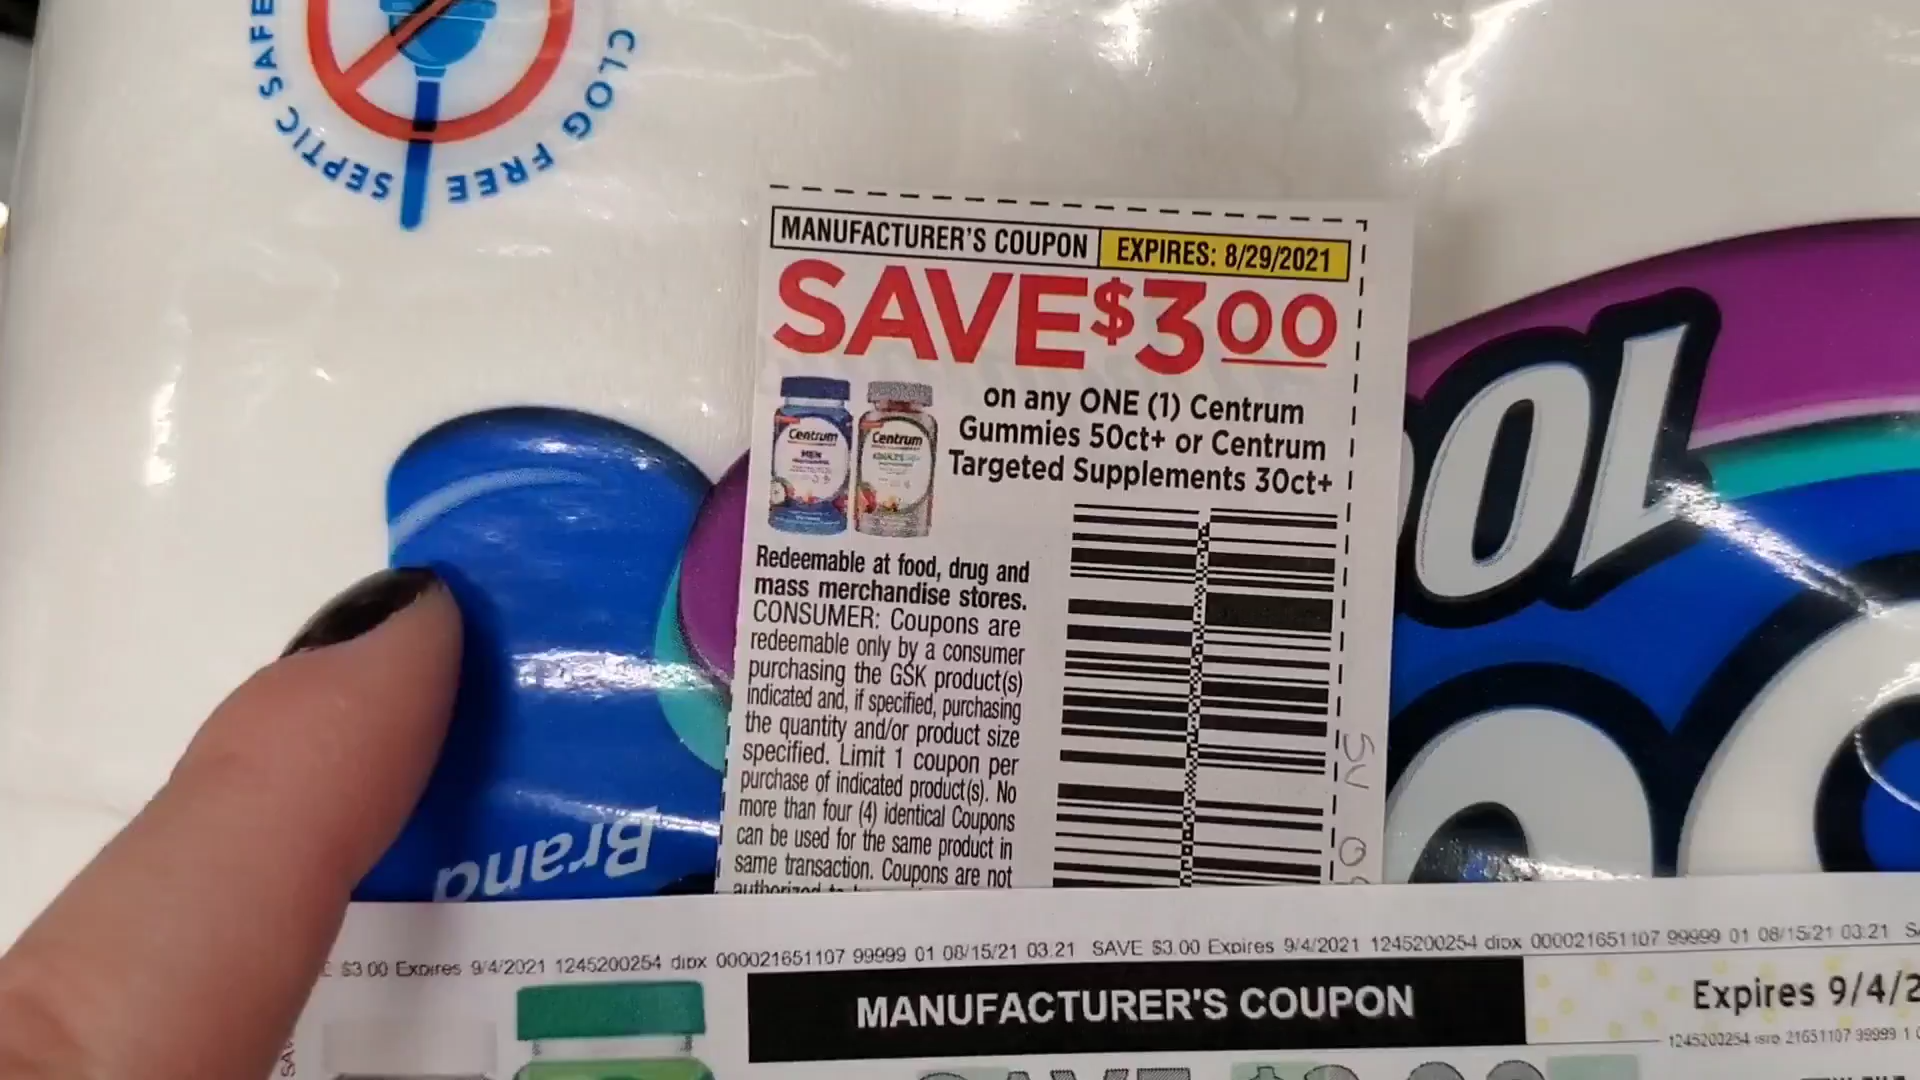 SEPTIC SAFE
CLOG FREE
MANUFACTURER'S COUPON EXPIRES: 8/29/2021
SAVE $3.00
on any ONE (1) Centrum
Gummies 50ct+ or Centrum
Targeted Supplements 30ct+
Centrum
MEN
Centrum
ADULTS
Redeemable at food, drug and
mass merchandise stores.
CONSUMER: Coupons are
redeemable only by a consumer
purchasing the GSK product(s)
indicated and, if specified, purchasing
the quantity and/or product size
specified. Limit 1 coupon per
purchase of indicated product(s). No
more than four (4) identical Coupons
can be used for the same product in
same transaction. Coupons are not
Brand
$3.00 Expires 9/4/2021 1245200254 dibx 000021651107 99999 01 08/15/21 03:21 SAVE $3.00 Expires 9/4/2021 1245200254 dibx 000021651107 99999 01 08/15/21 03:21
MANUFACTURER'S COUPON
Expires 9/4/2